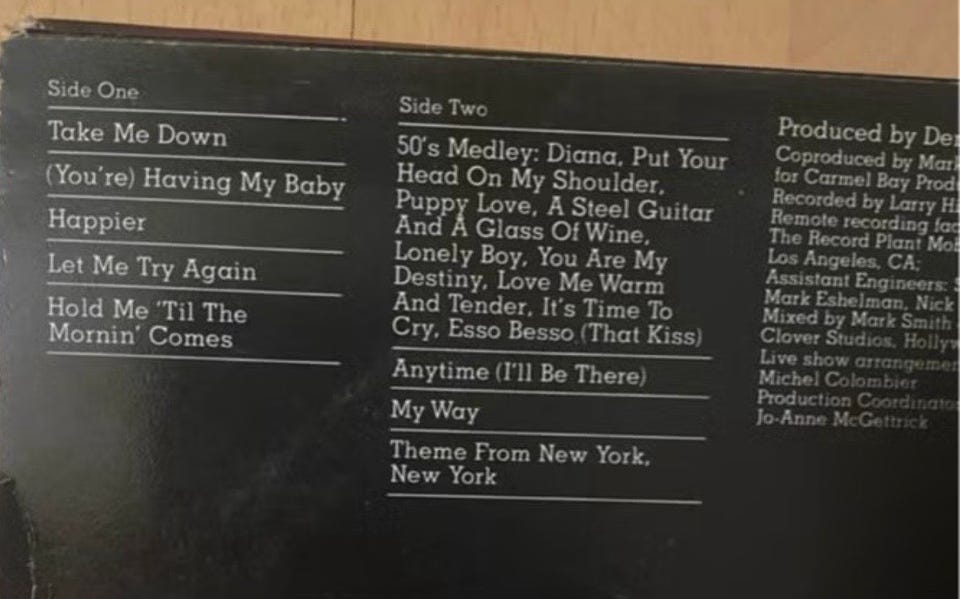 Side One
Take Me Down
(You're) Having My Baby
Happier
Let Me Try Again
Hold Me 'Til The
Mornin' Comes
Side Two
50's Medley: Diana, Put Your
Head On My Shoulder,
Puppy Love, A Steel Guitar
And A Glass Of Wine,
Lonely Boy, You Are My
Destiny, Love Me Warm
And Tender, It's Time To
Cry, Esso Besso (That Kiss)
Anytime (I'll Be There)
My Way
Theme From New York,
New York
Produced by
Coproduced by Mark
for Carmel Bay
Recorded by Larry
Remote recording
The Record Plant
Los Angeles, CA;
Assistant Engineers:
Mark Eshelman, Nick
Mixed by Mark Smith
Clover Studios,
Live show
Michel Colombier
Production
Jo-Anne McGettrick